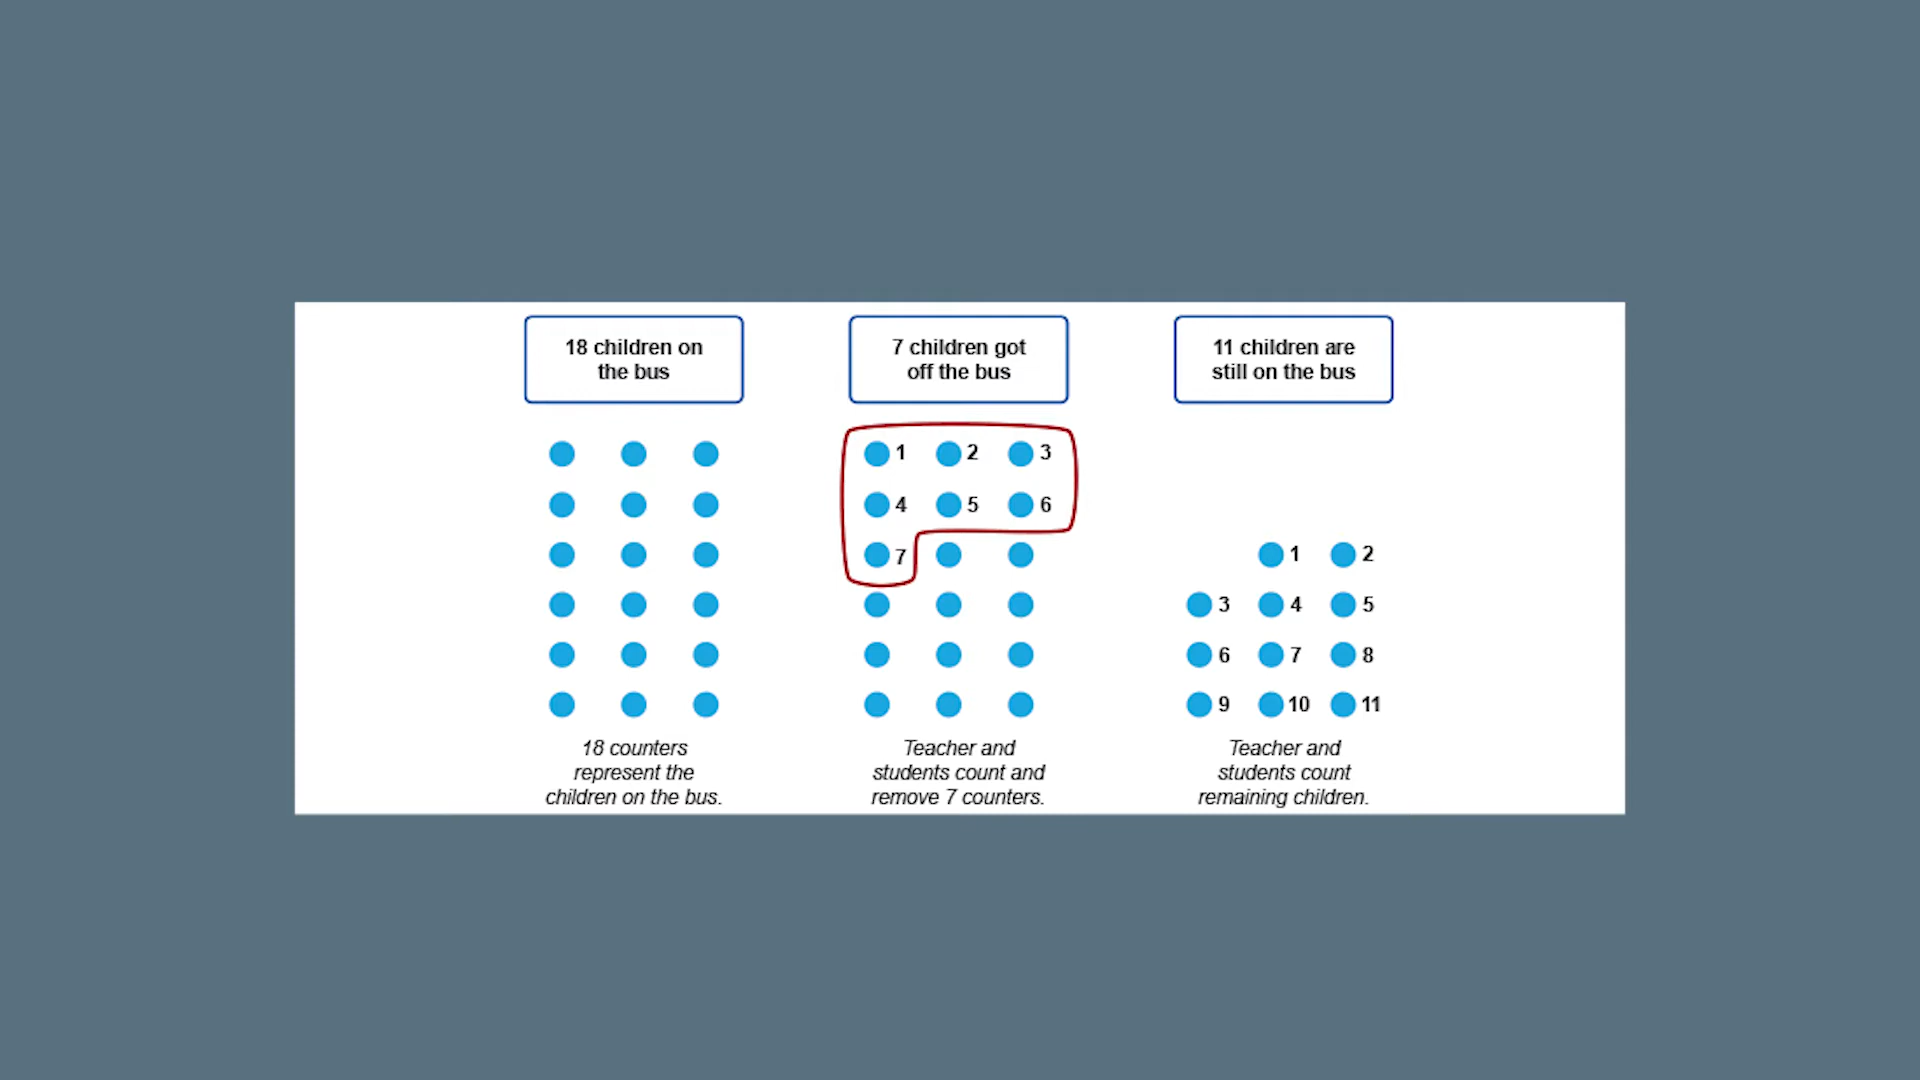 18 children on
the bus
7 children got
off the bus
11 children are
still on the bus
1 2 3
4 5 6
7
1 2
3 4 5
6 7 8
9 10 11
18 counters
represent the
children on the bus.
Teacher and
students count and
remove 7 counters.
Teacher and
students count
remaining children.